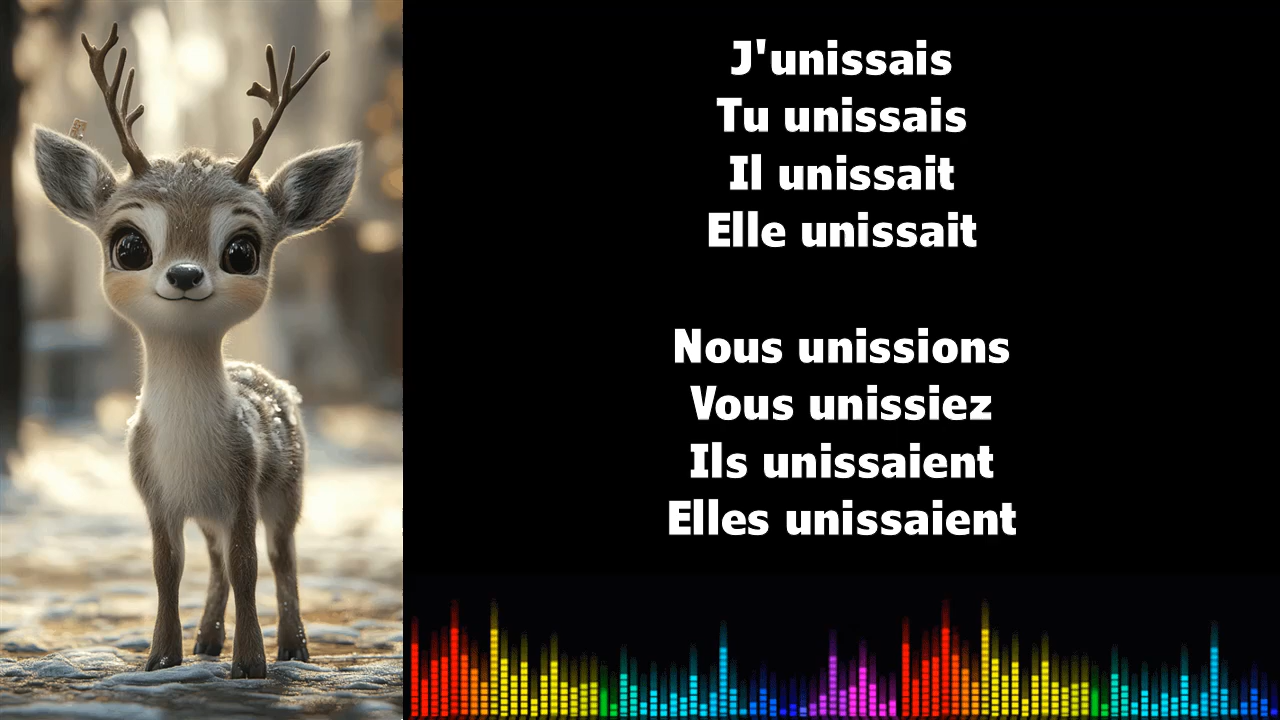 J'unissais
Tu unissais
Il unissait
Elle unissait
Nous unissions
Vous unissiez
Ils unissaient
Elles unissaient